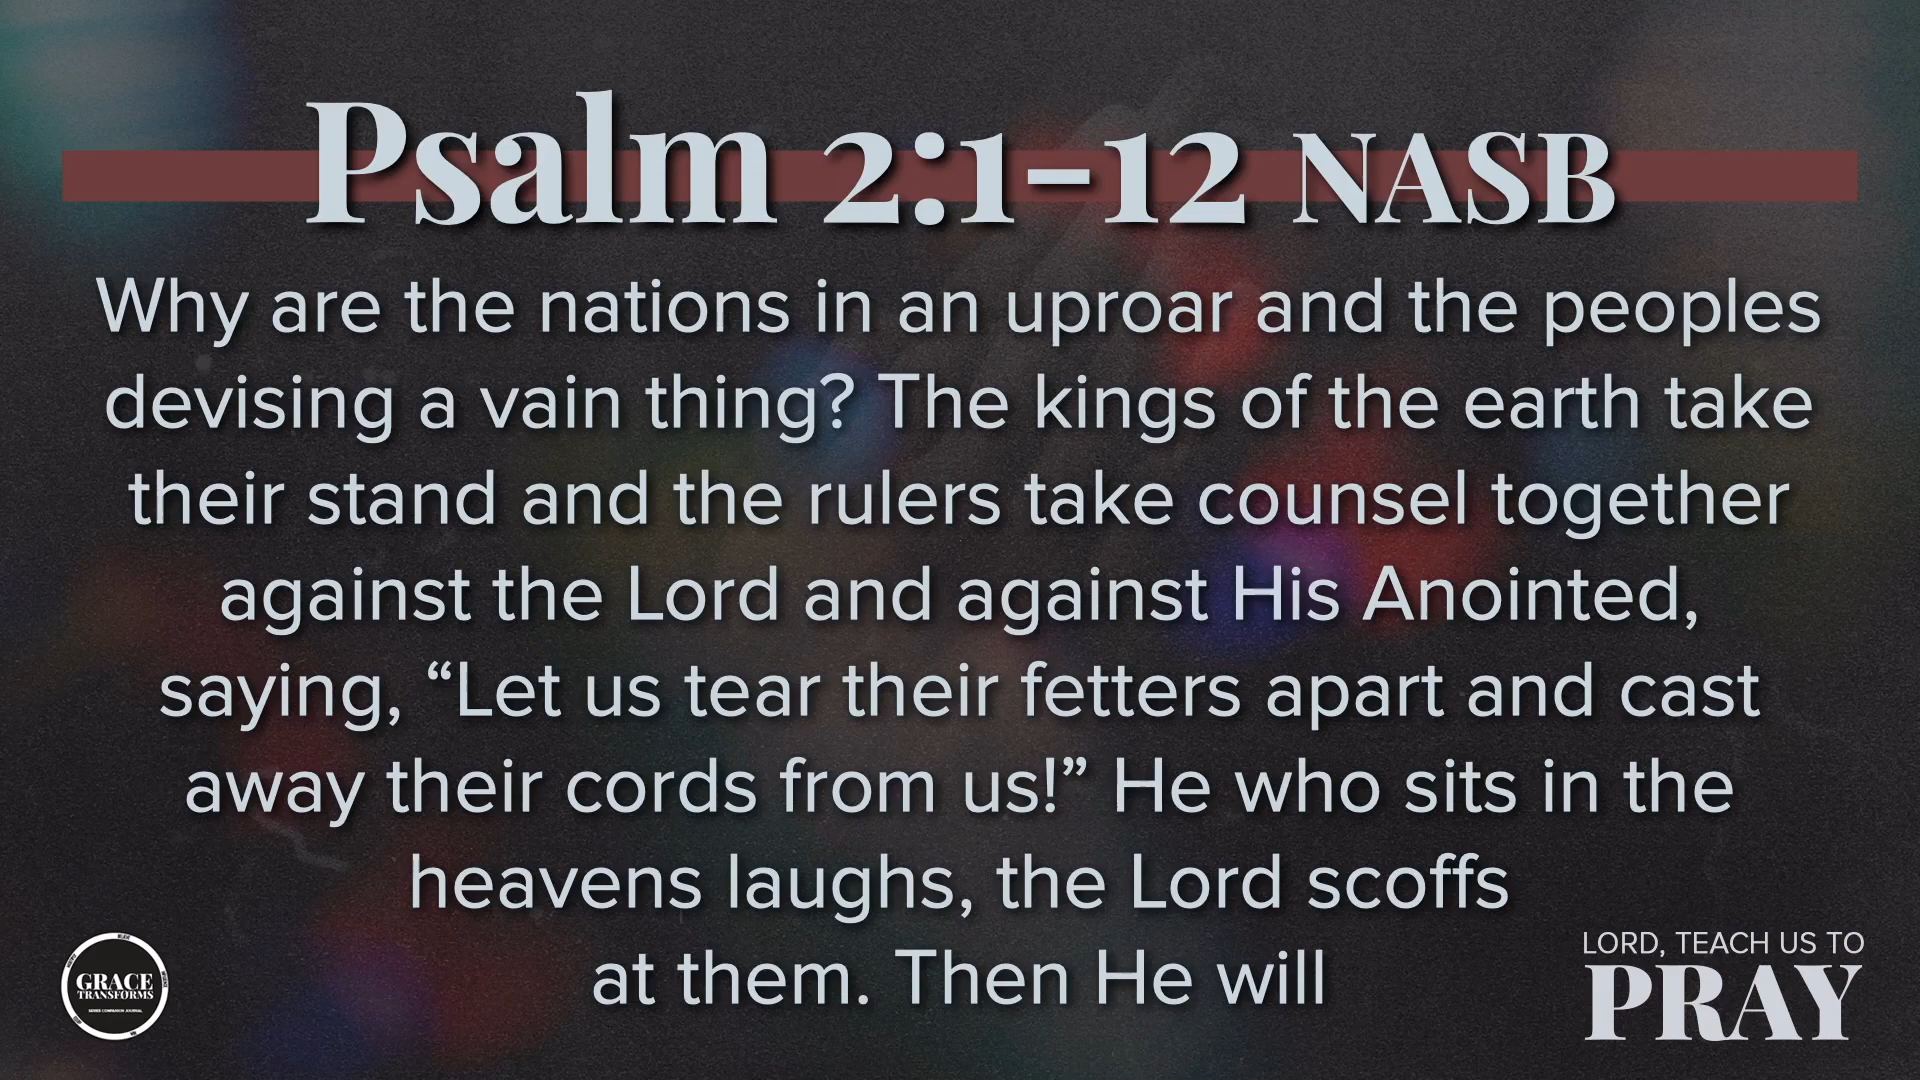 Psalm 2:1-12 NASB
Why are the nations in an uproar and the peoples
devising a vain thing? The kings of the earth take
their stand and the rulers take counsel together
against the Lord and against His Anointed,
saying, “Let us tear their fetters apart and cast
away their cords from us!” He who sits in the
heavens laughs, the Lord scoffs
at them. Then He will
GRACE
TRANSFORMS
SERIES COMPANION JOURNAL
LORD, TEACH US TO
PRAY